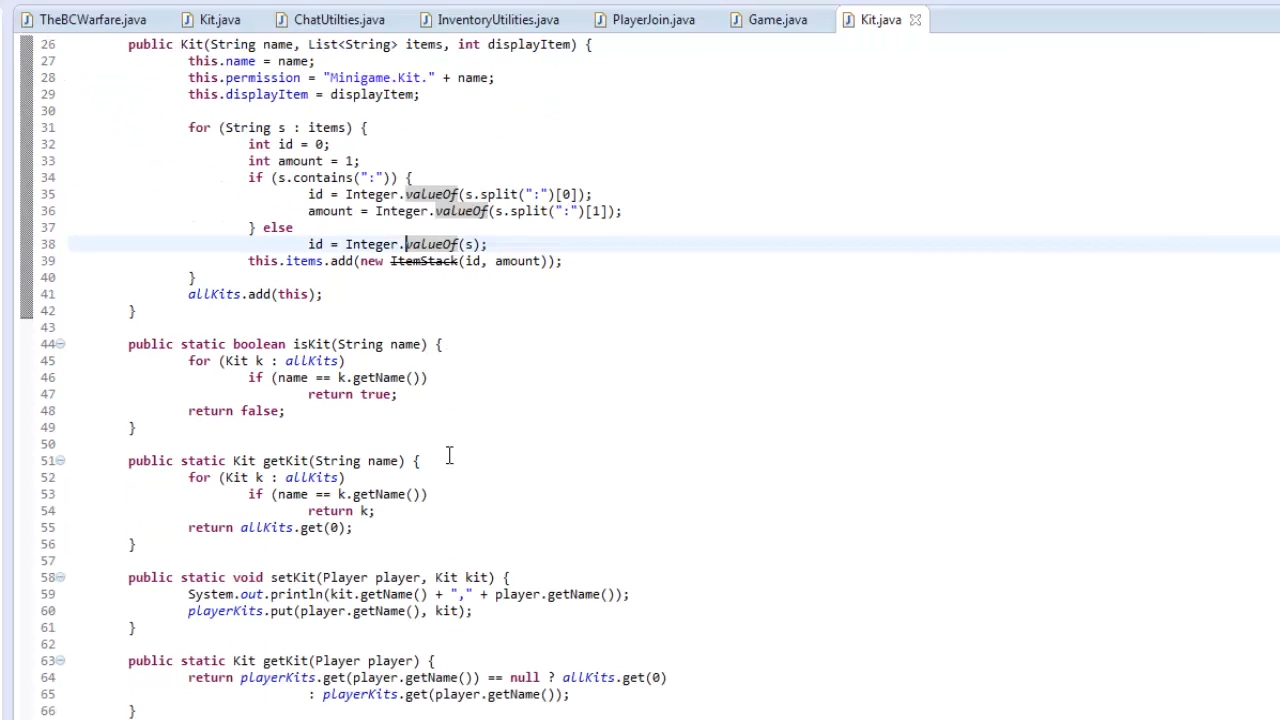 TheBCWarfare.java Kit.java ChatUtilties.java InventoryUtilities.java PlayerJoin.java Game.java Kit.java
26 public Kit(String name, List<String> items, int displayItem) {
27 this.name = name;
28 this.permission = "Minigame.Kit." + name;
29 this.displayItem = displayItem;
30
31 for (String s : items) {
32 int id = 0;
33 int amount = 1;
34 if (s.contains(":")) {
35 id = Integer.valueOf(s.split(":")[0]);
36 amount = Integer.valueOf(s.split(":")[1]);
37 } else
38 id = Integer.valueOf(s);
39 this.items.add(new ItemStack(id, amount));
40 }
41 allKits.add(this);
42 }
43
44 public static boolean isKit(String name) {
45 for (Kit k : allKits)
46 if (name == k.getName())
47 return true;
48 return false;
49 }
50
51 public static Kit getKit(String name) {
52 for (Kit k : allKits)
53 if (name == k.getName())
54 return k;
55 return allKits.get(0);
56 }
57
58 public static void setKit(Player player, Kit kit) {
59 System.out.println(kit.getName() + "," + player.getName());
60 playerKits.put(player.getName(), kit);
61 }
62
63 public static Kit getKit(Player player) {
64 return playerKits.get(player.getName()) == null ? allKits.get(0)
65 : playerKits.get(player.getName());
66 }